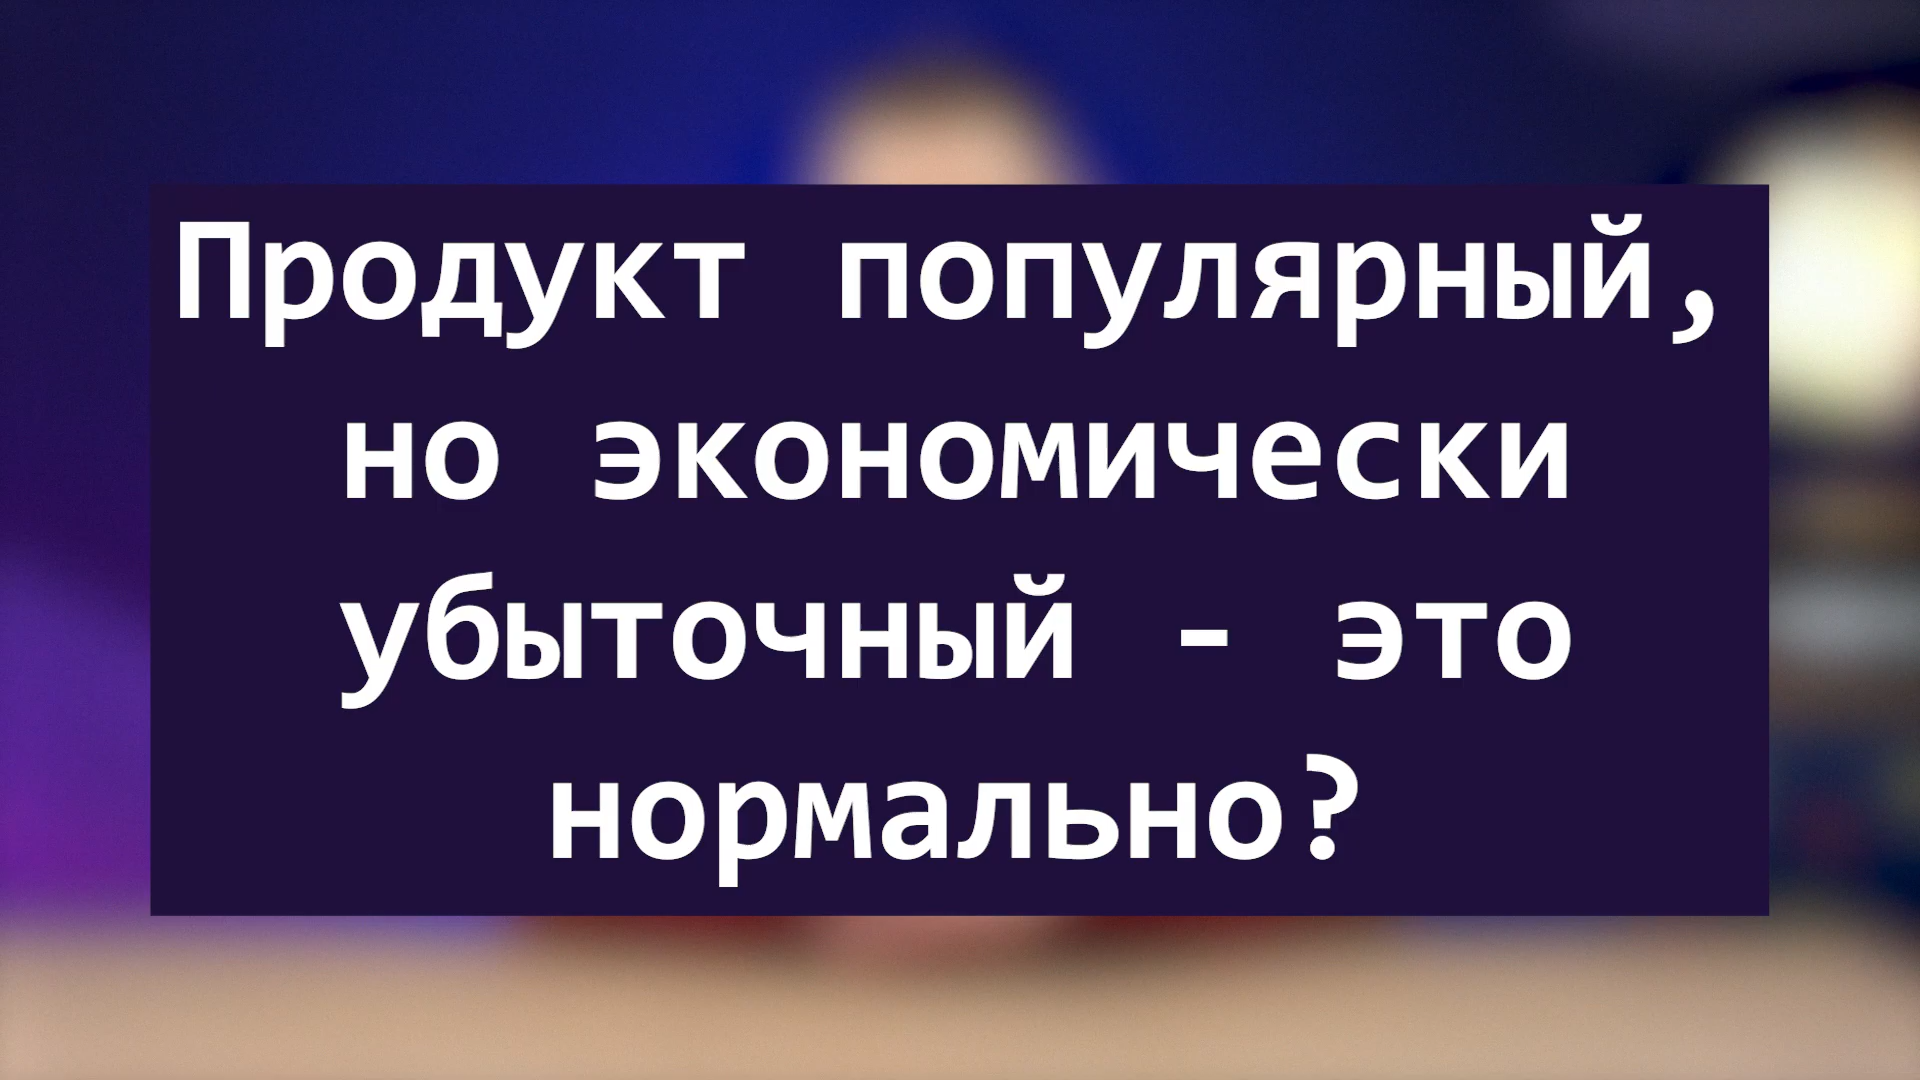 Продукт популярный,
но экономически
убыточный - это
нормально?